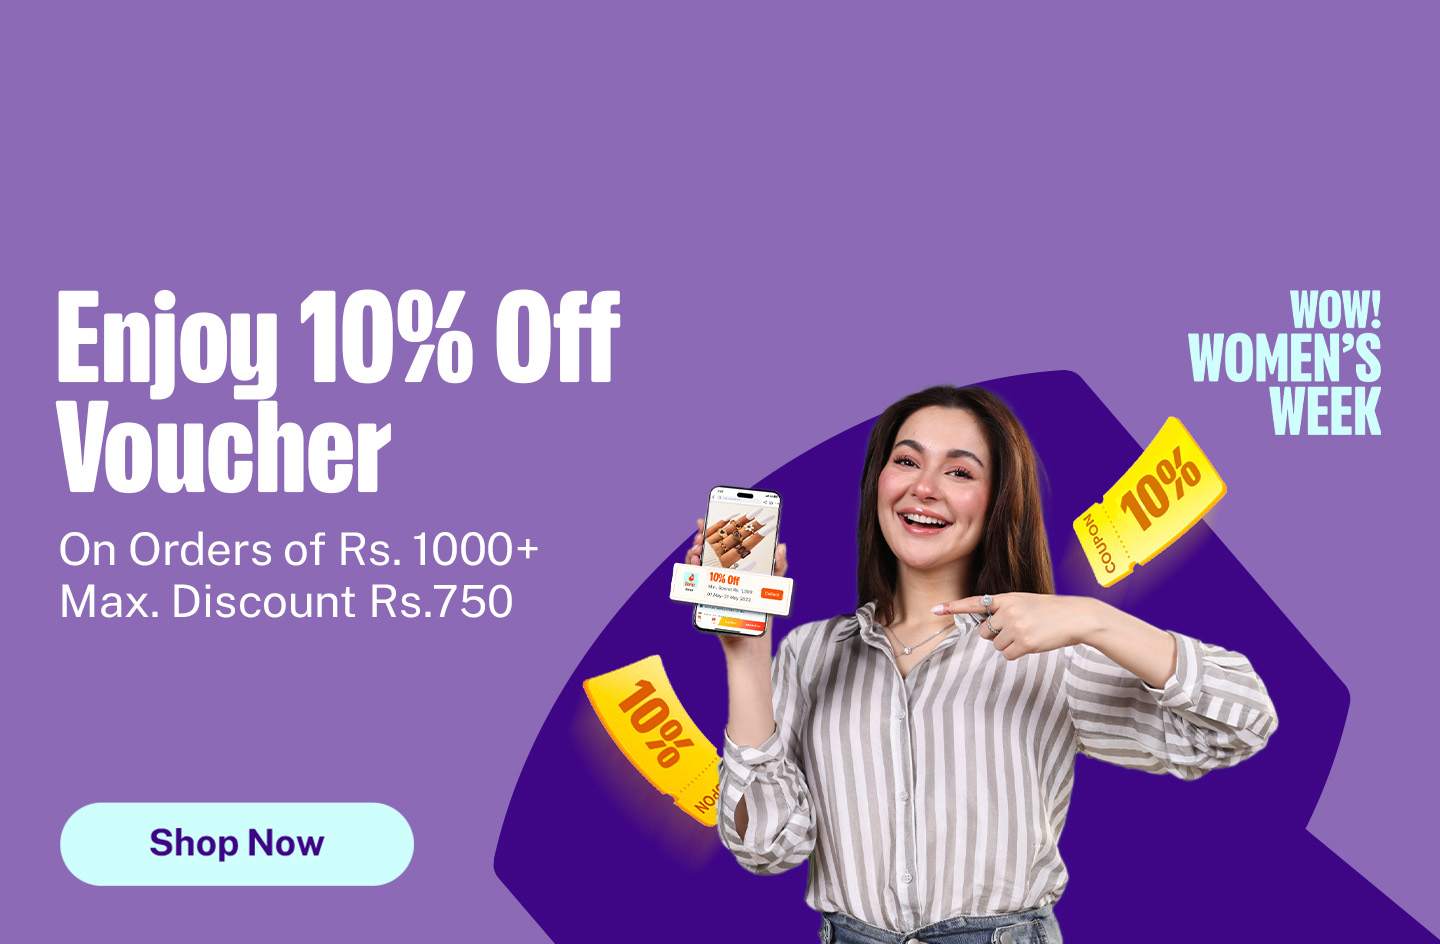 Enjoy 10% Off
Voucher
On Orders of Rs. 1000+
Max. Discount Rs.750
Shop Now
WOW!
WOMEN'S
WEEK
10%
COUPON
10% Off
Collect
10%